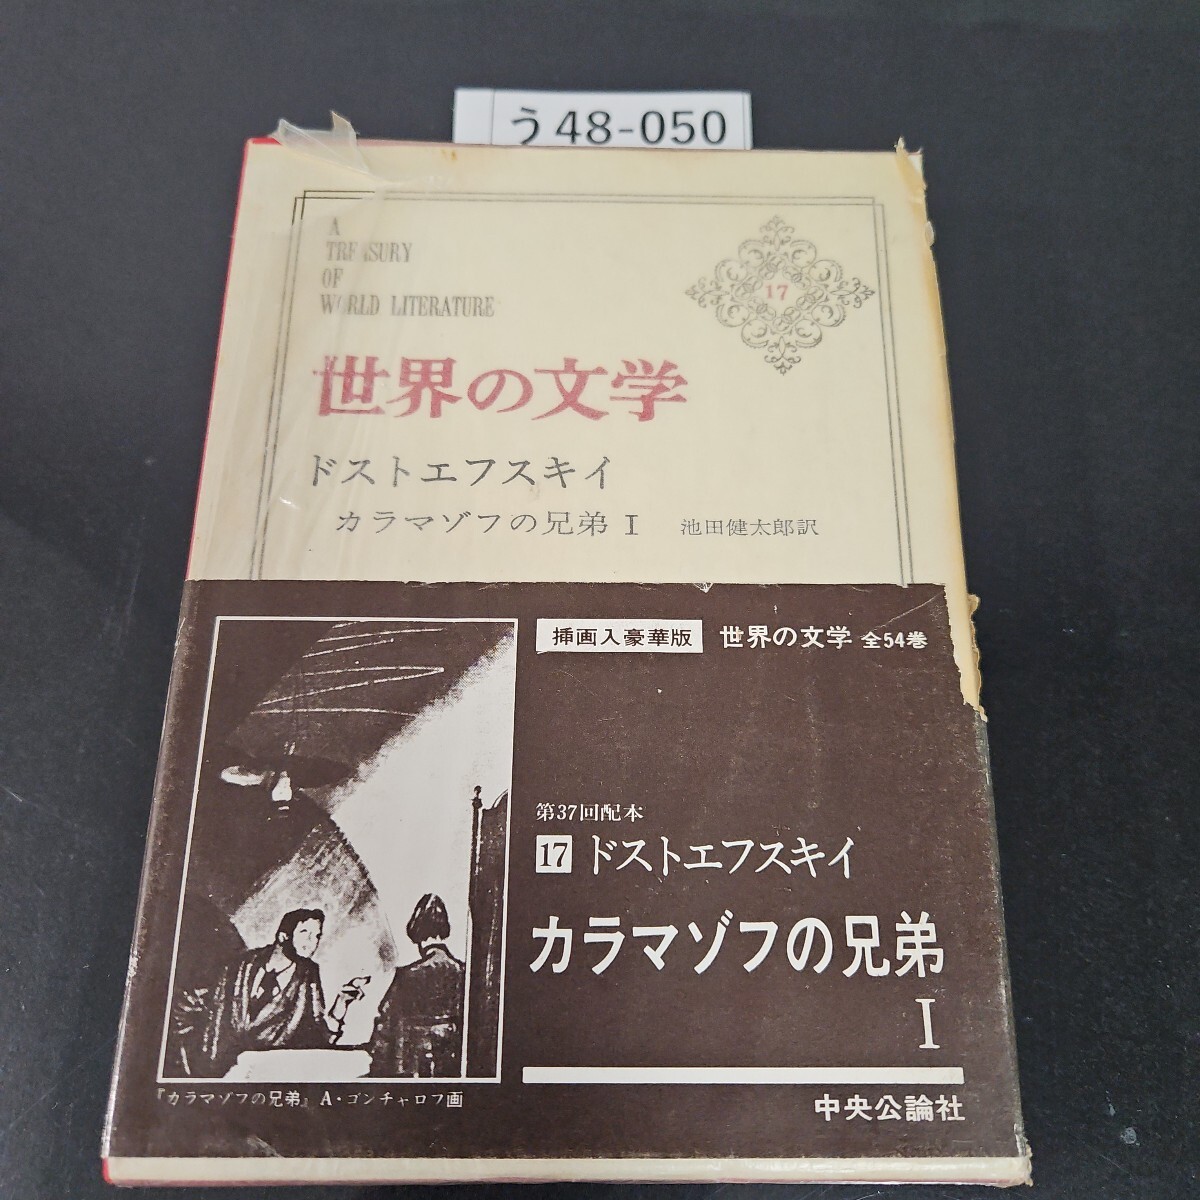 う48-050
A
TREASURY
OF
WORLD LITERATURE
17
世界の文学
ドストエフスキイ
カラマゾフの兄弟 I 池田健太郎訳
挿画入豪華版 世界の文学 全54巻
第37回配本
17 ドストエフスキイ
カラマゾフの兄弟
I
『カラマゾフの兄弟』A・ゴンチャロフ画
中央公論社